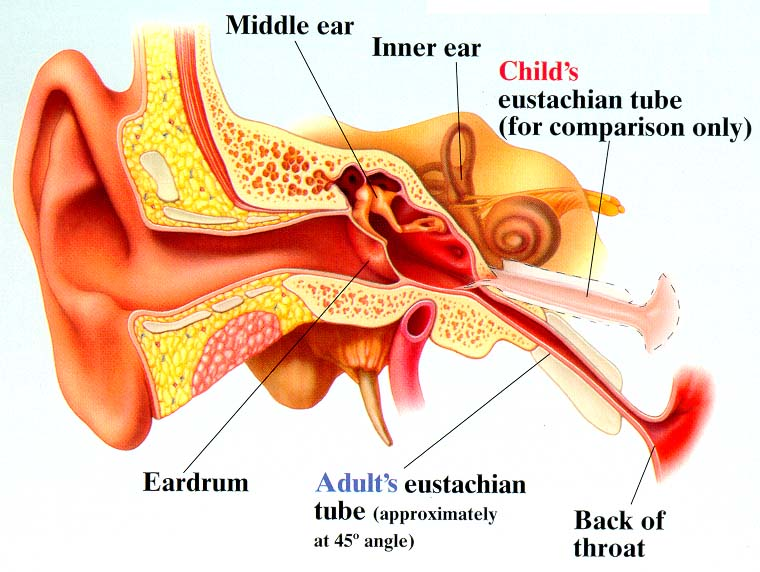 Middle ear
Inner ear
Child’s
eustachian tube
(for comparison only)
Eardrum
Adult’s eustachian
tube (approximately
at 45º angle)
Back of
throat